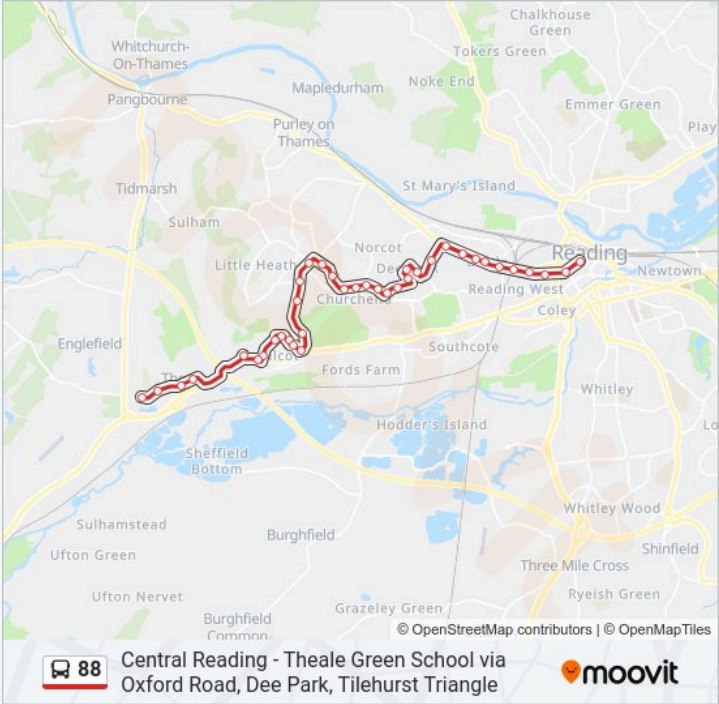 Chalkhouse
Green
Whitchurch-
On-Thames
Tokers Green
Noke End
Mapledurham
Pangbourne
Emmer Green
Purley on
Thames
Play
St Mary's Island
Tidmarsh
Sulham
Norcot
Reading
Little Heath
Newtown
Churchend
Reading West
Coley
Englefield
Southcote
Fords Farm
Whitley
Hodder's Island
Lo
Sheffield
Bottom
Whitley Wood
Sulhamstead
Burghfield
Shinfield
Ufton Green
Three Mile Cross
Ufton Nervet
Ryeish Green
Grazeley Green
Burghfield
Common
© OpenStreetMap contributors | © OpenMapTiles
88
Central Reading - Theale Green School via
Oxford Road, Dee Park, Tilehurst Triangle
moovit